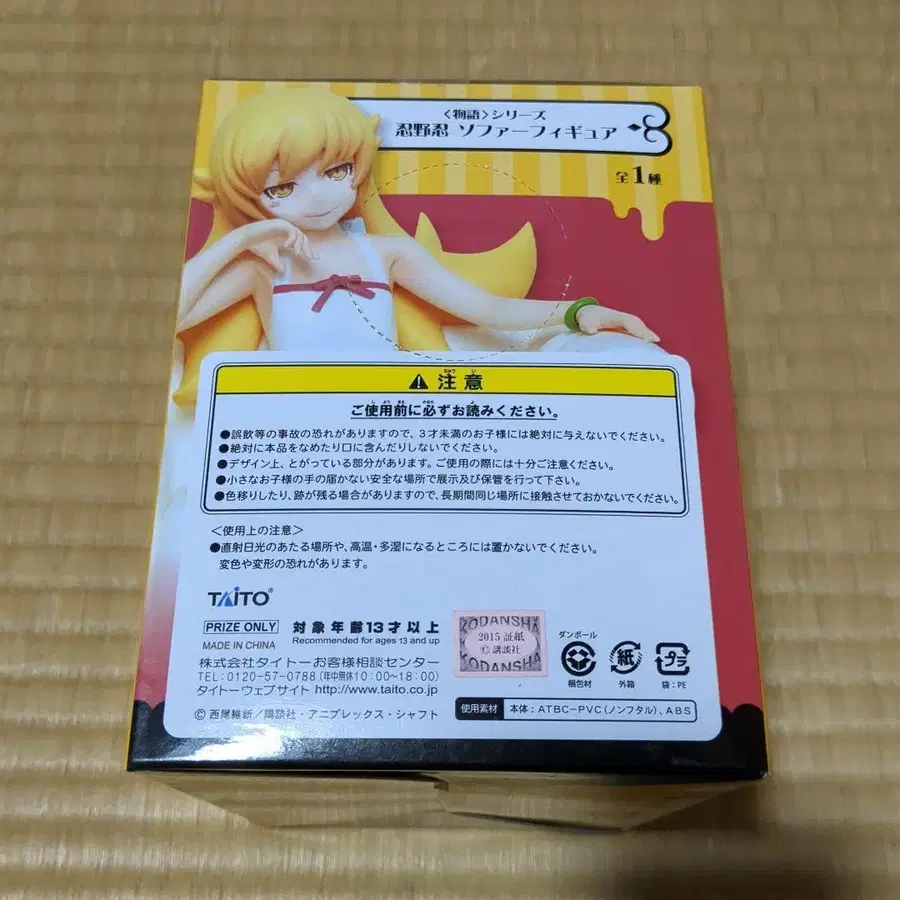 〈物語〉シリーズ
忍野忍 ソファーフィギュア
全1種
⚠注意
ご使用前に必ずお読みください。
●誤飲等の事故の恐れがありますので、3才未満のお子様には絶対に与えないでください。
●絶対に本品をなめたり口に含んだりしないでください。
●デザイン上、とがっている部分があります。ご使用の際には十分ご注意ください。
●小さなお子様の手の届かない安全な場所で展示及び保管を行って下さい。
●色移りしたり、跡が残る場合がありますので、長期間同じ場所に接触させておかないでください。
＜使用上の注意＞
●直射日光のあたる場所や、高温・多湿になるところには置かないでください。
変色や変形の恐れがあります。
TAITO®
PRIZE ONLY
対象年齢13才以上
MADE IN CHINA
Recommended for ages 13 and up
株式会社タイトーお客様相談センター
TEL:0120-57-0788(年中無休10:00~18:00)
タイトーウェブサイト http://www.taito.co.jp
© 西尾維新／講談社・アニプレックス・シャフト
KODANSHA
2015 証紙
© 講談社
KODANSHA
ダンボール
梱包材
紙
外箱
プラ
袋:PE
使用素材
本体:ATBC-PVC(ノンフタル)、ABS